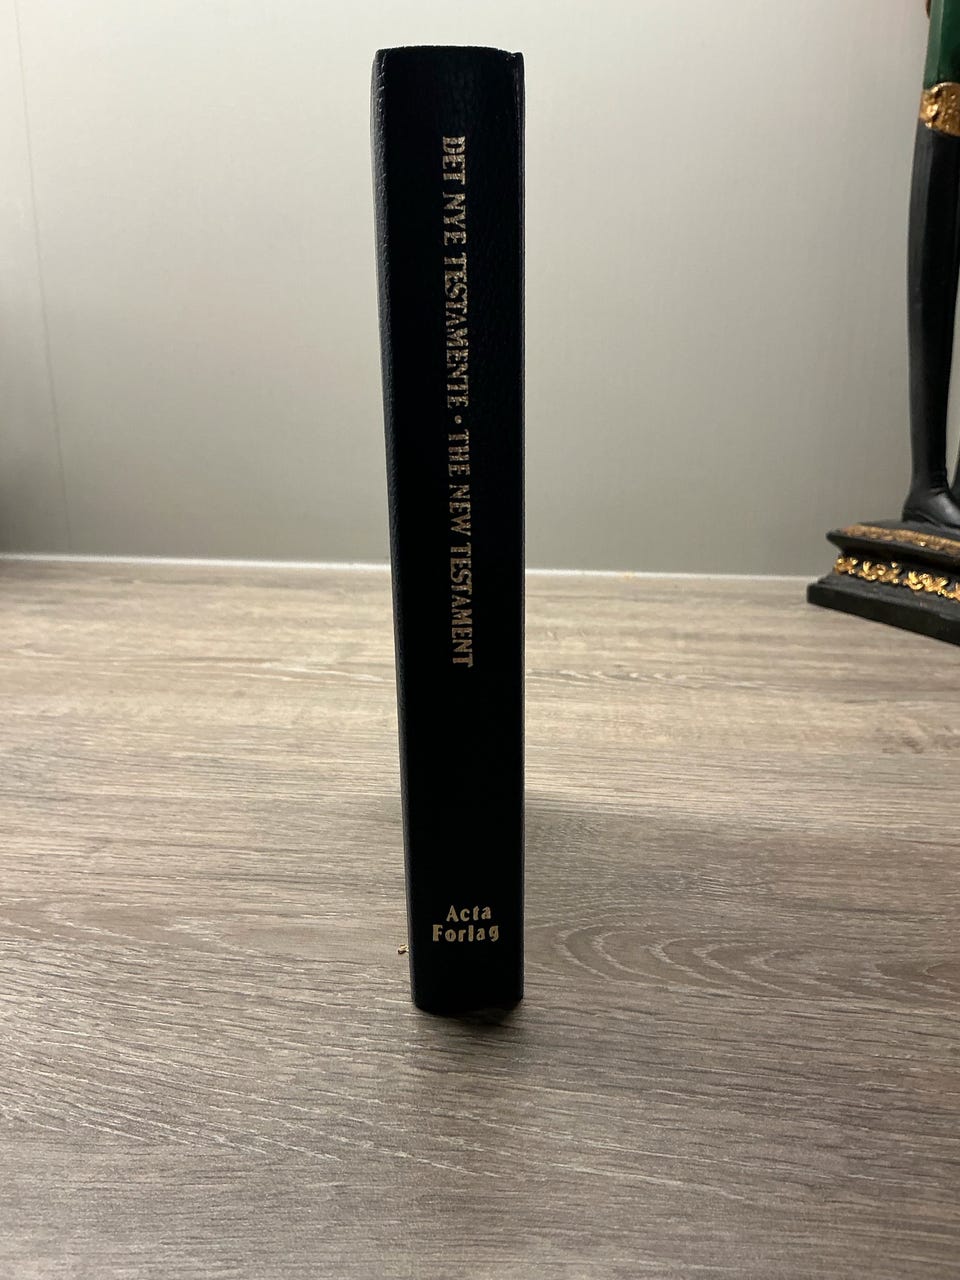 DET NYE TESTAMENTE • THE NEW TESTAMENT
Acta
Forlag